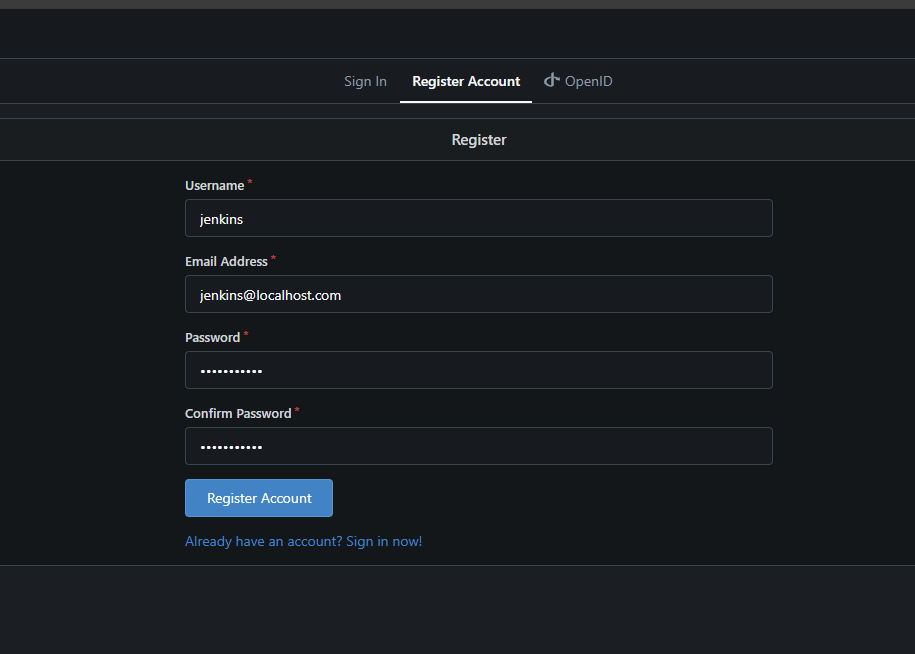 Sign In Register Account OpenID
Register
Username *
jenkins
Email Address *
jenkins@localhost.com
Password *
•••••••••••
Confirm Password *
•••••••••••
Register Account
Already have an account? Sign in now!